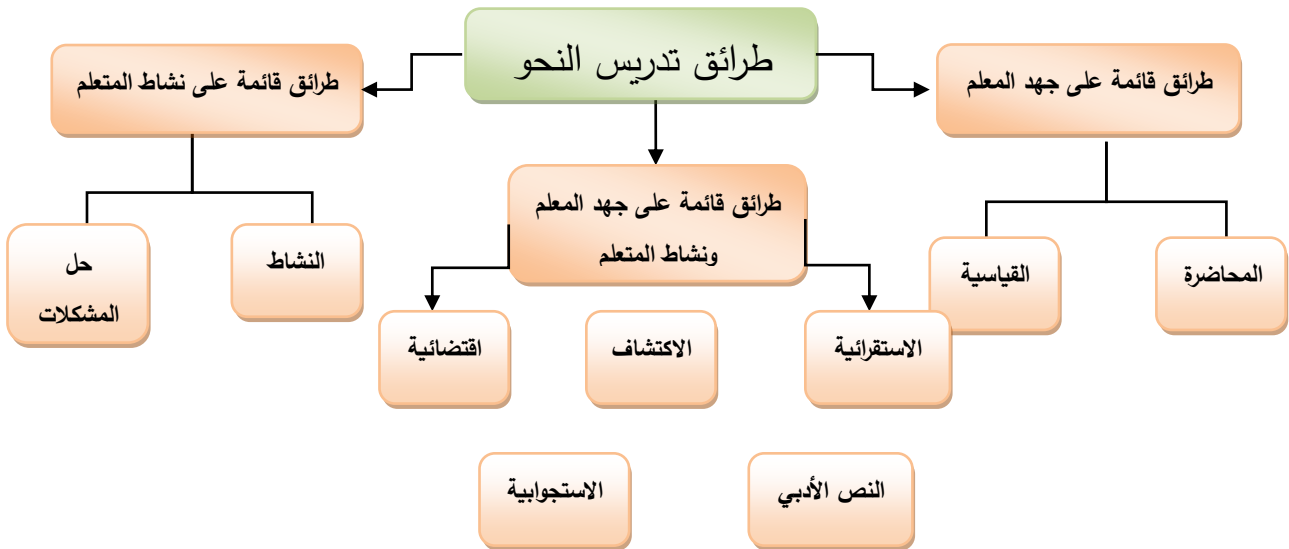 طرائق تدريس النحو
طرائق قائمة على جهد المعلم
طرائق قائمة على نشاط المتعلم
طرائق قائمة على جهد المعلم
ونشاط المتعلم
المحاضرة
القياسية
النشاط
حل
المشكلات
الاستقرائية
الاكتشاف
اقتضائية
النص الأدبي
الاستجوابية